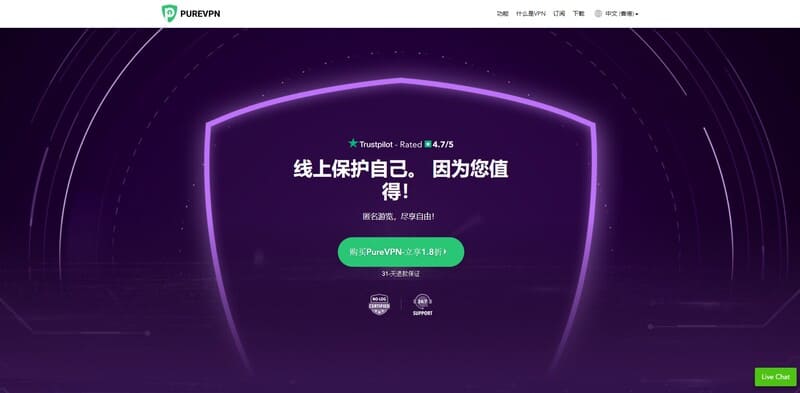 PUREVPN
功能 什么是VPN 订阅 下载 中文 (香港)
Trustpilot - Rated 4.7/5
线上保护自己。 因为您值
得!
匿名游览，尽享自由!
购买PureVPN-立享1.8折
31-天退款保证
NO LOG
CERTIFIED
24/7
SUPPORT
Live Chat